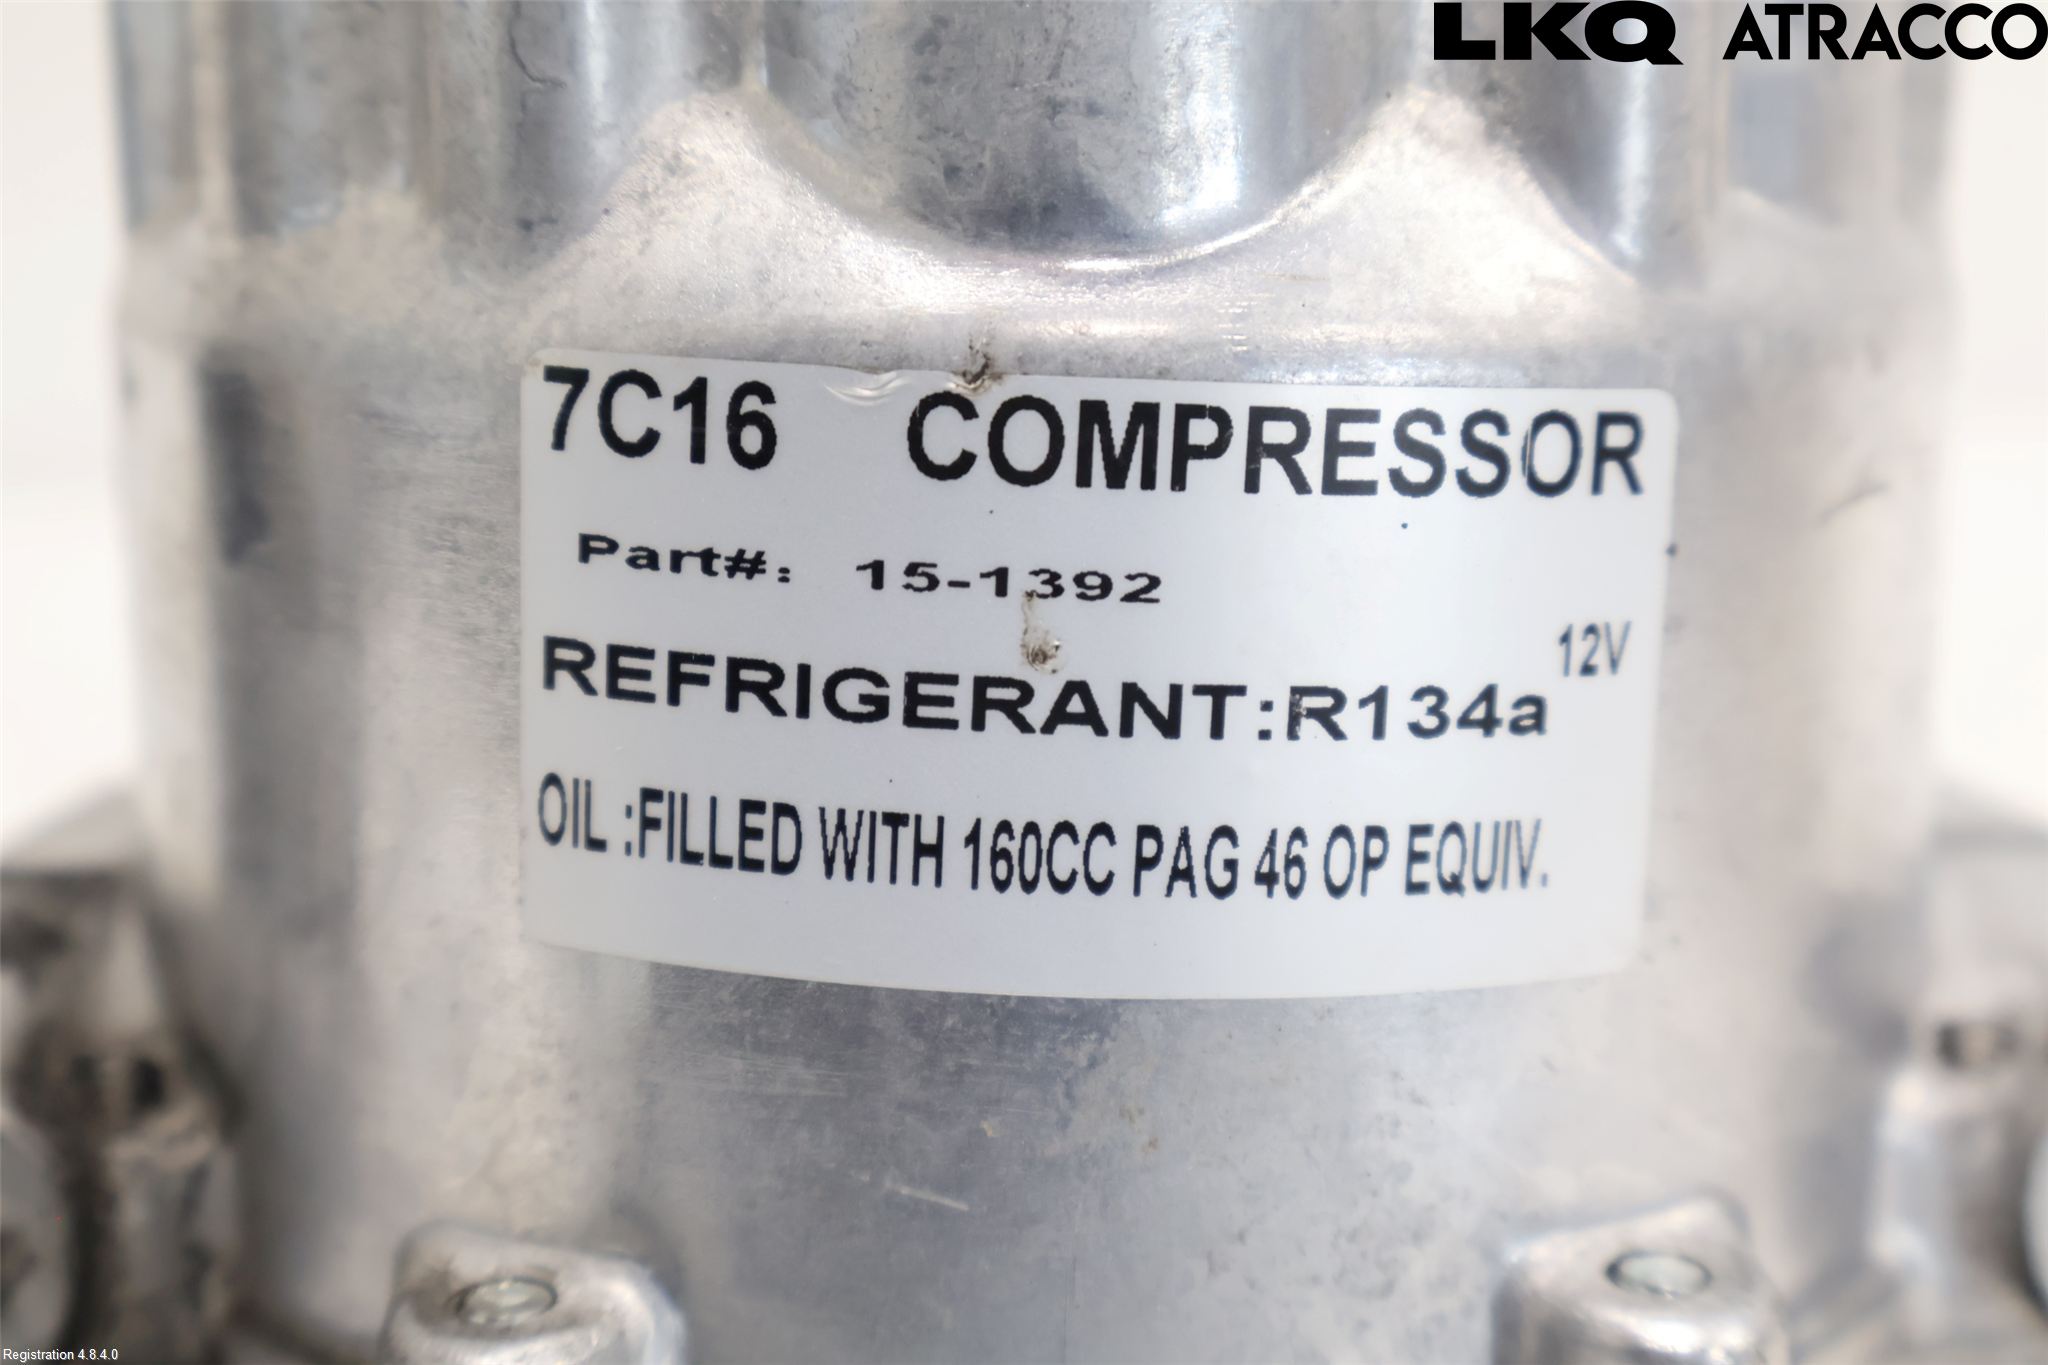 LKQ ATRACCO
7C16 COMPRESSOR
Part#: 15-1392
12V
REFRIGERANT:R134a
OIL :FILLED WITH 160CC PAG 46 OP EQUIV.
Registration 4.8.4.0